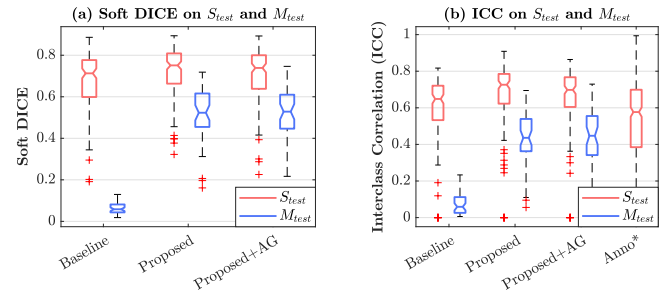 (a) Soft DICE on S_test and M_test
Soft DICE
0.8
0.6
0.4
0.2
0
Baseline
Proposed
Proposed+AG
S_test
M_test
(b) ICC on S_test and M_test
Interclass Correlation (ICC)
1
0.8
0.6
0.4
0.2
0
Baseline
Proposed
Proposed+AG
Anno*
S_test
M_test